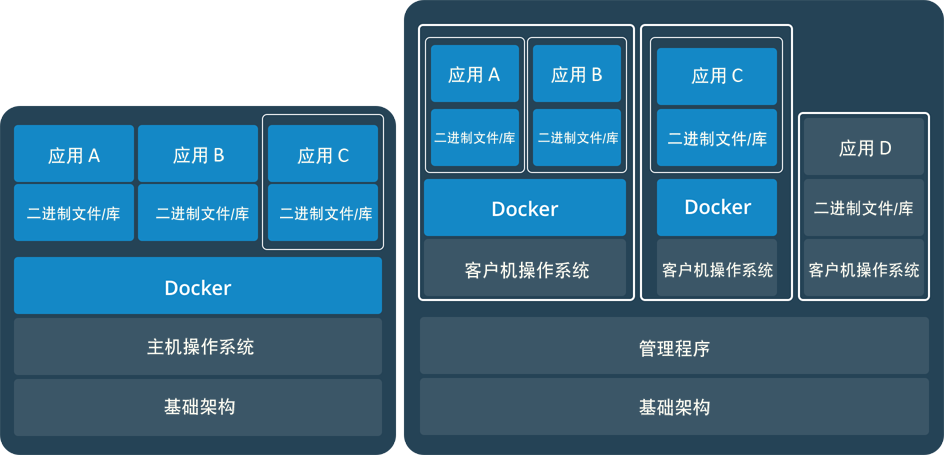 应用 A
应用 B
应用 C
二进制文件/库
二进制文件/库
二进制文件/库
Docker
主机操作系统
基础架构
应用 A
应用 B
二进制文件/库
二进制文件/库
Docker
客户机操作系统
应用 C
二进制文件/库
Docker
客户机操作系统
应用 D
二进制文件/库
客户机操作系统
管理程序
基础架构